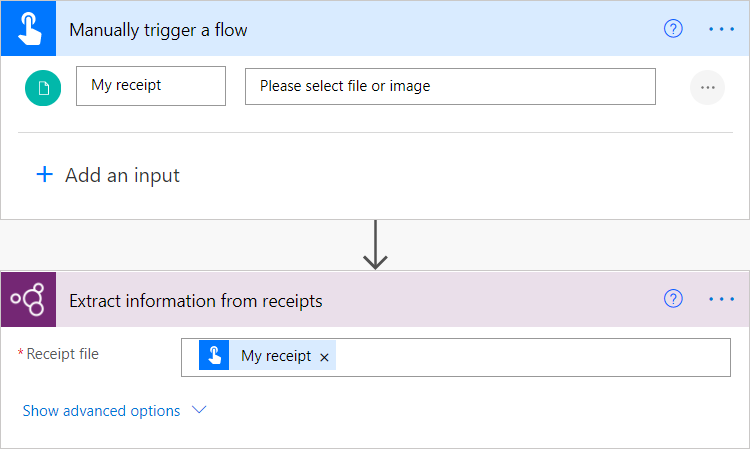 Manually trigger a flow
My receipt
Please select file or image
Add an input
Extract information from receipts
* Receipt file
My receipt ×
Show advanced options